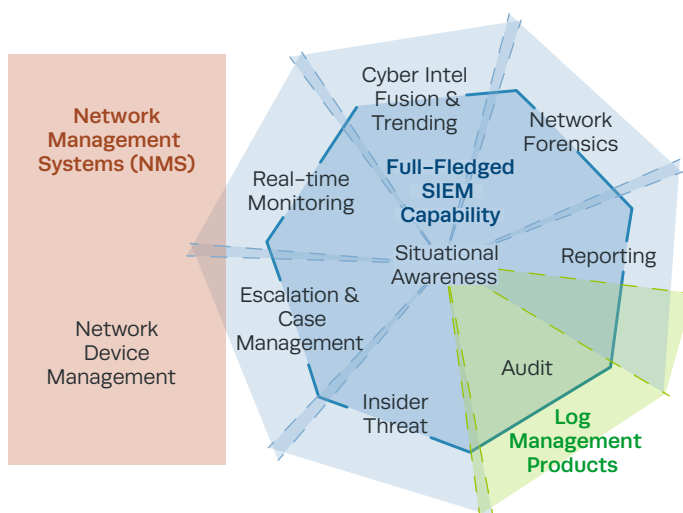 Network
Management
Systems (NMS)
Network
Device
Management
Cyber Intel
Fusion &
Trending
Network
Forensics
Full–Fledged
SIEM
Capability
Real–time
Monitoring
Situational
Awareness
Reporting
Escalation &
Case
Management
Audit
Insider
Threat
Log
Management
Products